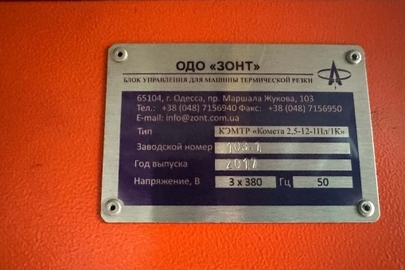 ОДО «ЗОНТ»
БЛОК УПРАВЛЕНИЯ ДЛЯ МАШИНЫ ТЕРМИЧЕСКОЙ РЕЗКИ
65104, г. Одесса, пр. Маршала Жукова, 103
Тел.: +38 (048) 7156940 Факс: +38 (048) 7156950
E-mail: info@zont.com.ua
Тип КЭМТР «Комета 2,5-12-1Пл/1К»
Заводской номер
Год выпуска 2017
Напряжение, В 3 x 380 Гц 50